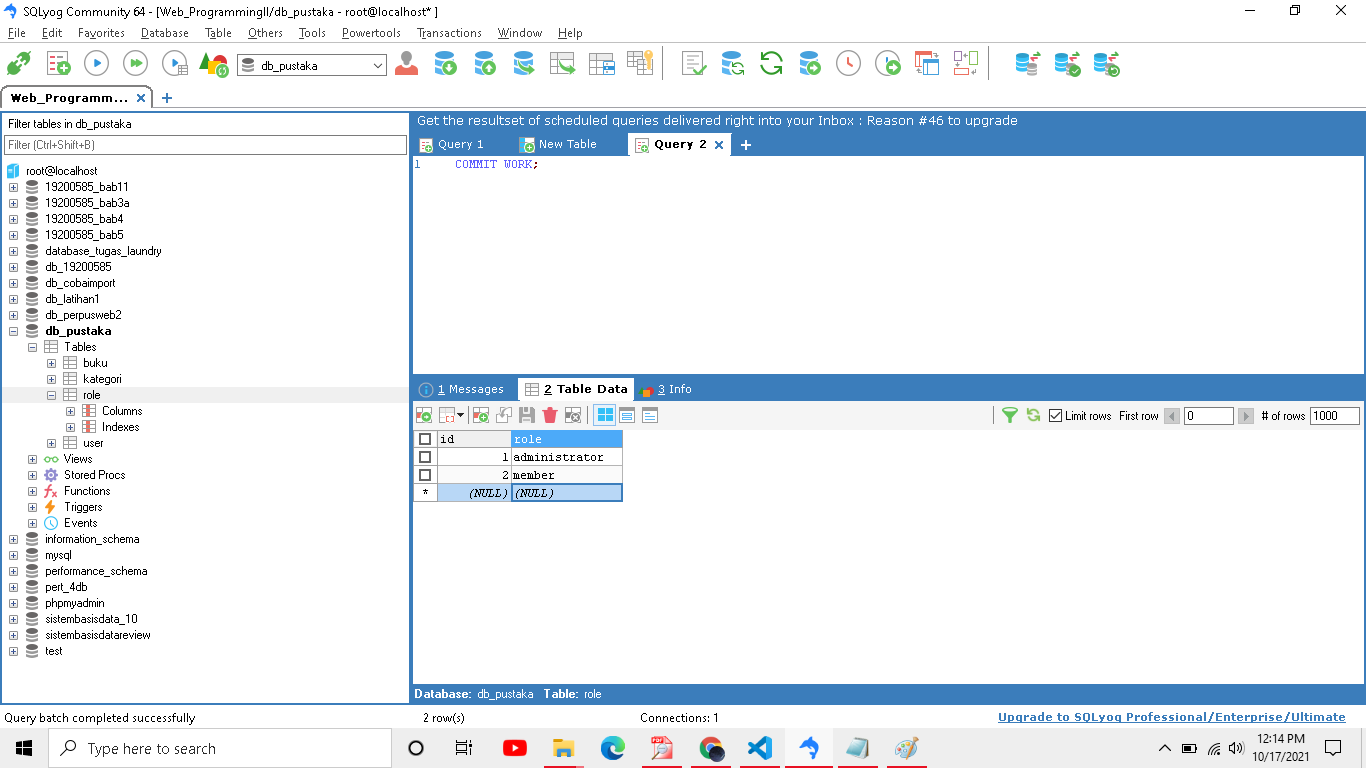 SQLyog Community 64 - [Web_ProgrammingII/db_pustaka - root@localhost* ]
File Edit Favorites Database Table Others Tools Powertools Transactions Window Help
db_pustaka
Web_Programm...
Filter tables in db_pustaka
Filter (Ctrl+Shift+B)
root@localhost
19200585_bab11
19200585_bab3a
19200585_bab4
19200585_bab5
database_tugas_laundry
db_19200585
db_cobaimport
db_latihan1
db_perpusweb2
db_pustaka
Tables
buku
kategori
role
Columns
Indexes
user
Views
Stored Procs
Functions
Triggers
Events
information_schema
mysql
performance_schema
pert_4db
phpmyadmin
sistembasisdata_10
sistembasisdatareview
test
Get the resultset of scheduled queries delivered right into your Inbox : Reason #46 to upgrade
Query 1 New Table Query 2
1 COMMIT WORK;
1 Messages 2 Table Data 3 Info
Limit rows First row 0 # of rows 1000
id role
1 administrator
2 member
* (NULL) (NULL)
Database: db_pustaka Table: role
Query batch completed successfully 2 row(s) Connections: 1 Upgrade to SQLyog Professional/Enterprise/Ultimate
Type here to search
12:14 PM
10/17/2021